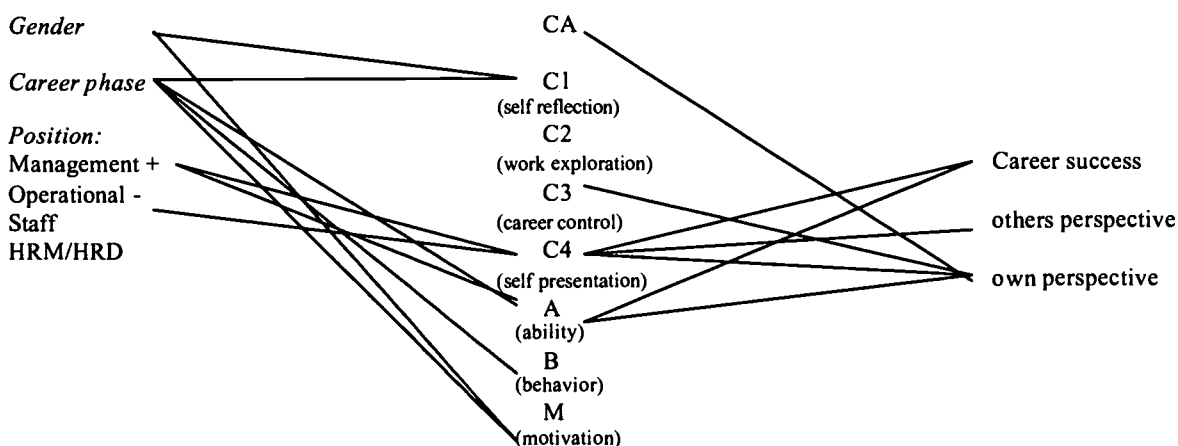 Gender
Career phase
Position:
Management +
Operational -
Staff
HRM/HRD
CA
C1
(self reflection)
C2
(work exploration)
C3
(career control)
C4
(self presentation)
A
(ability)
B
(behavior)
M
(motivation)
Career success
others perspective
own perspective